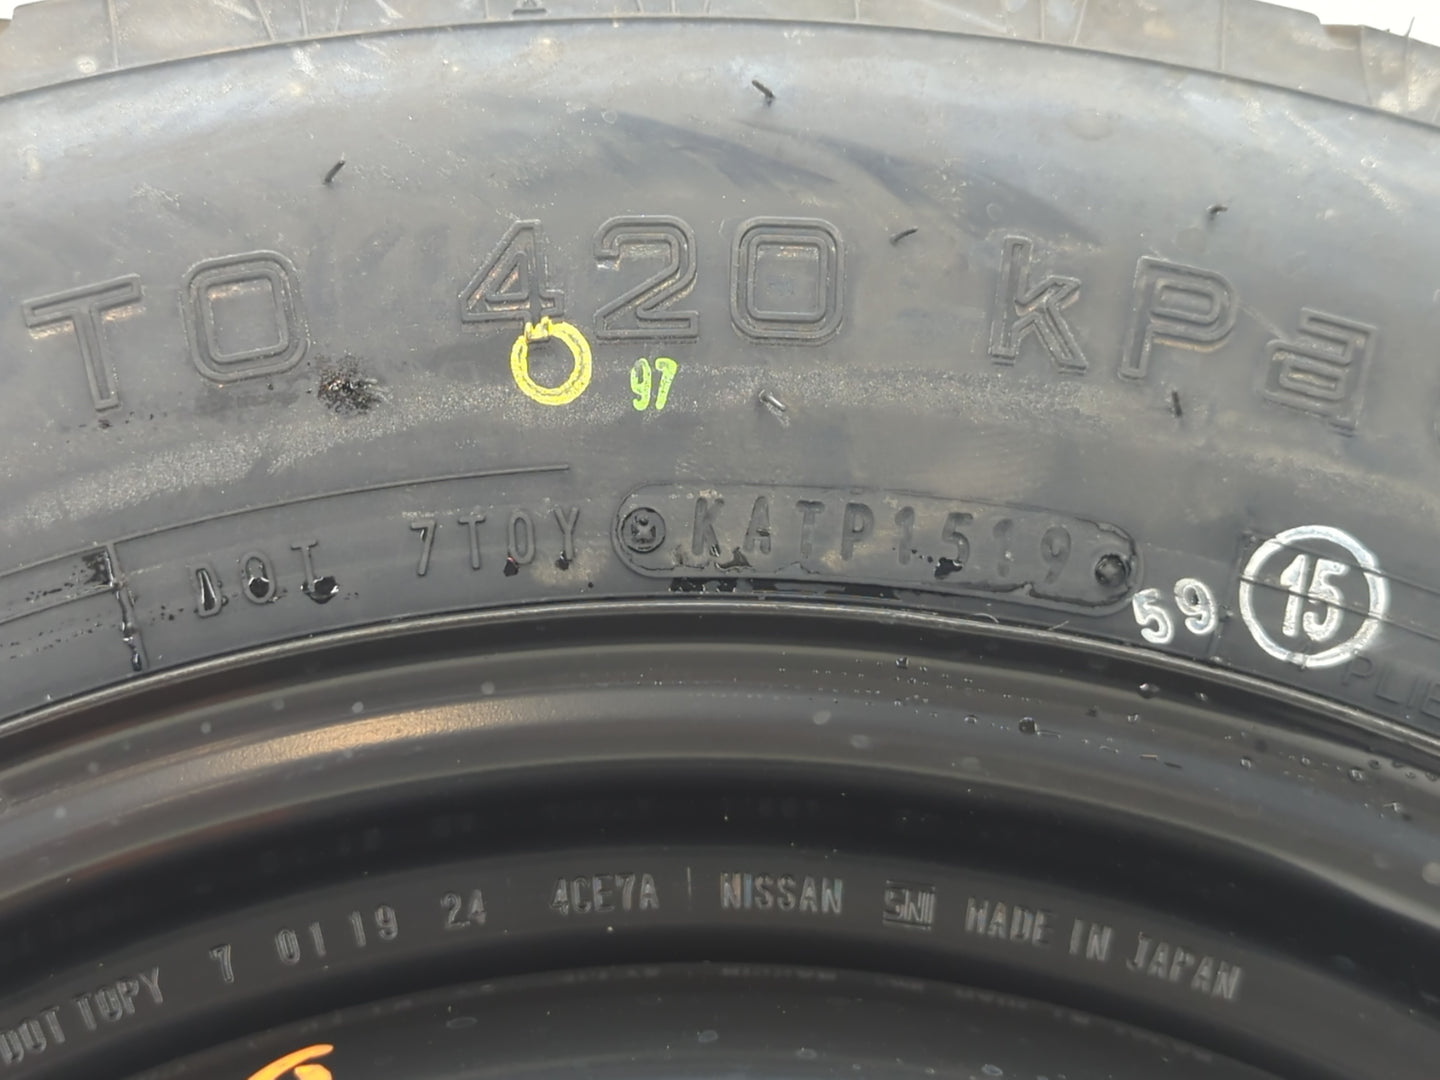 TO 420 kPa
97
DOT 7T0Y KATP1519
59 15
DOT TOPY 7 01 19 24 4CE7A | NISSAN SNI MADE IN JAPAN